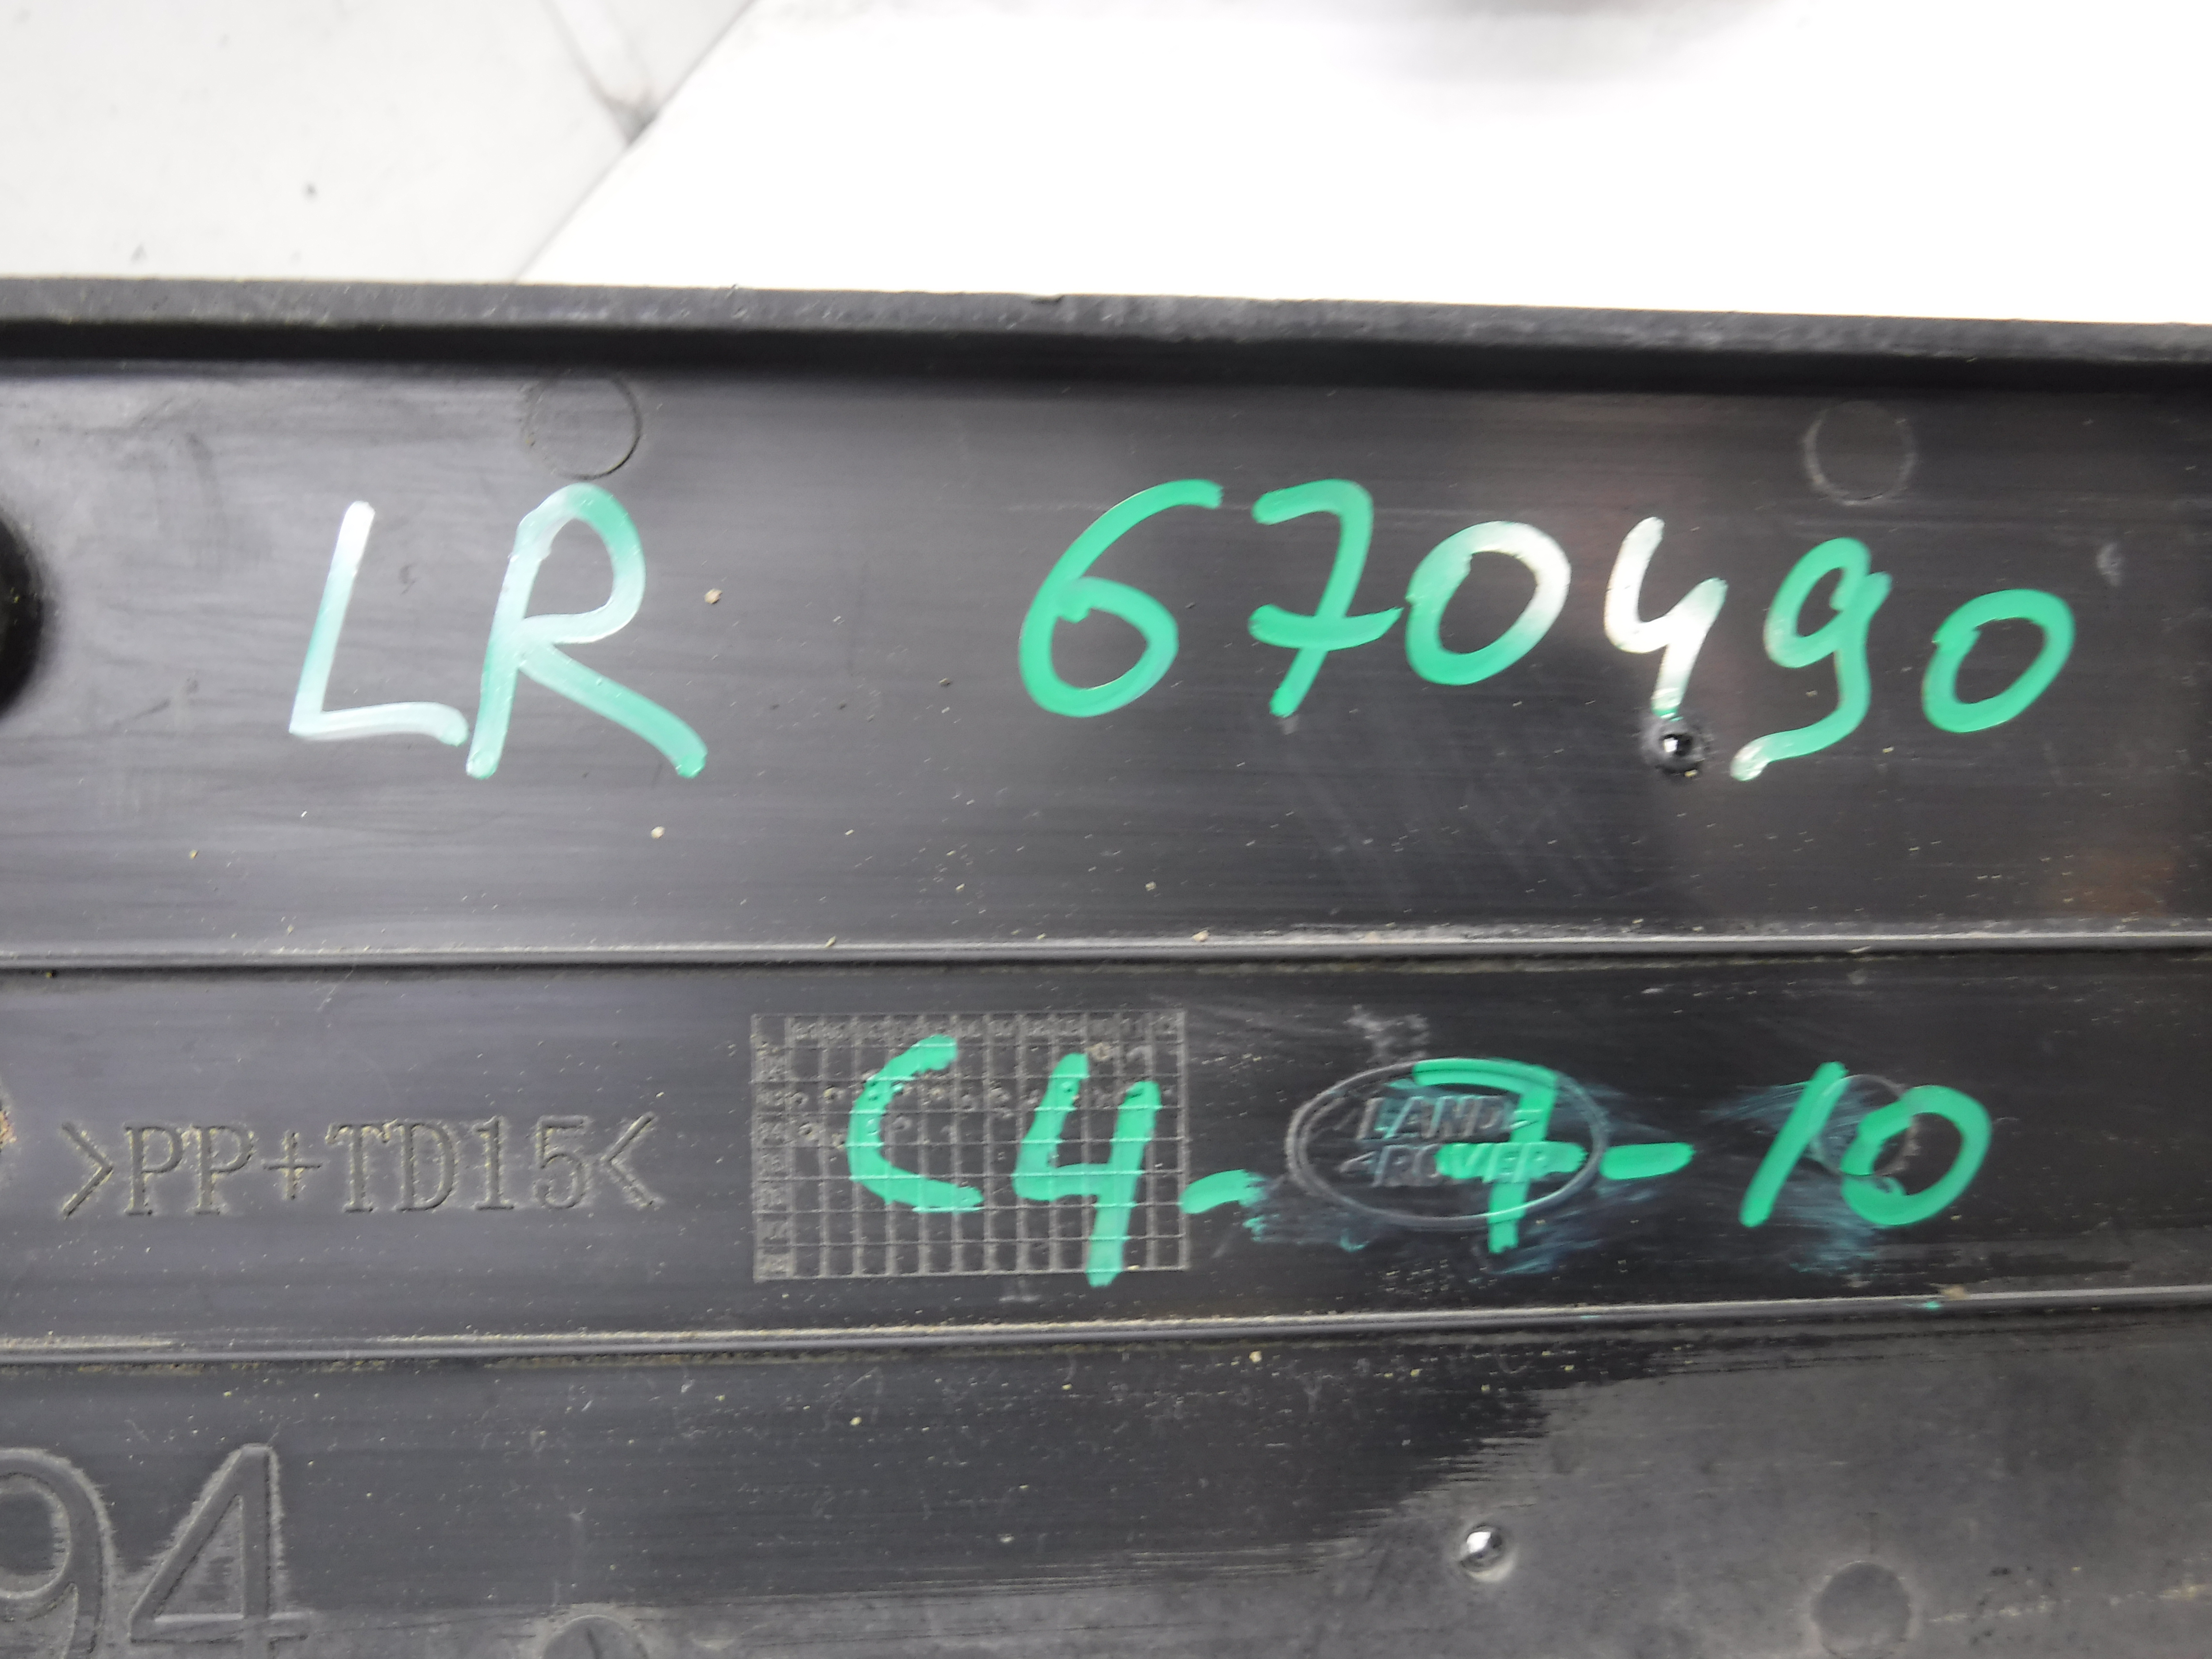 LR 670490
>PP+TD15< C4-7-10
LAND
ROVER
94